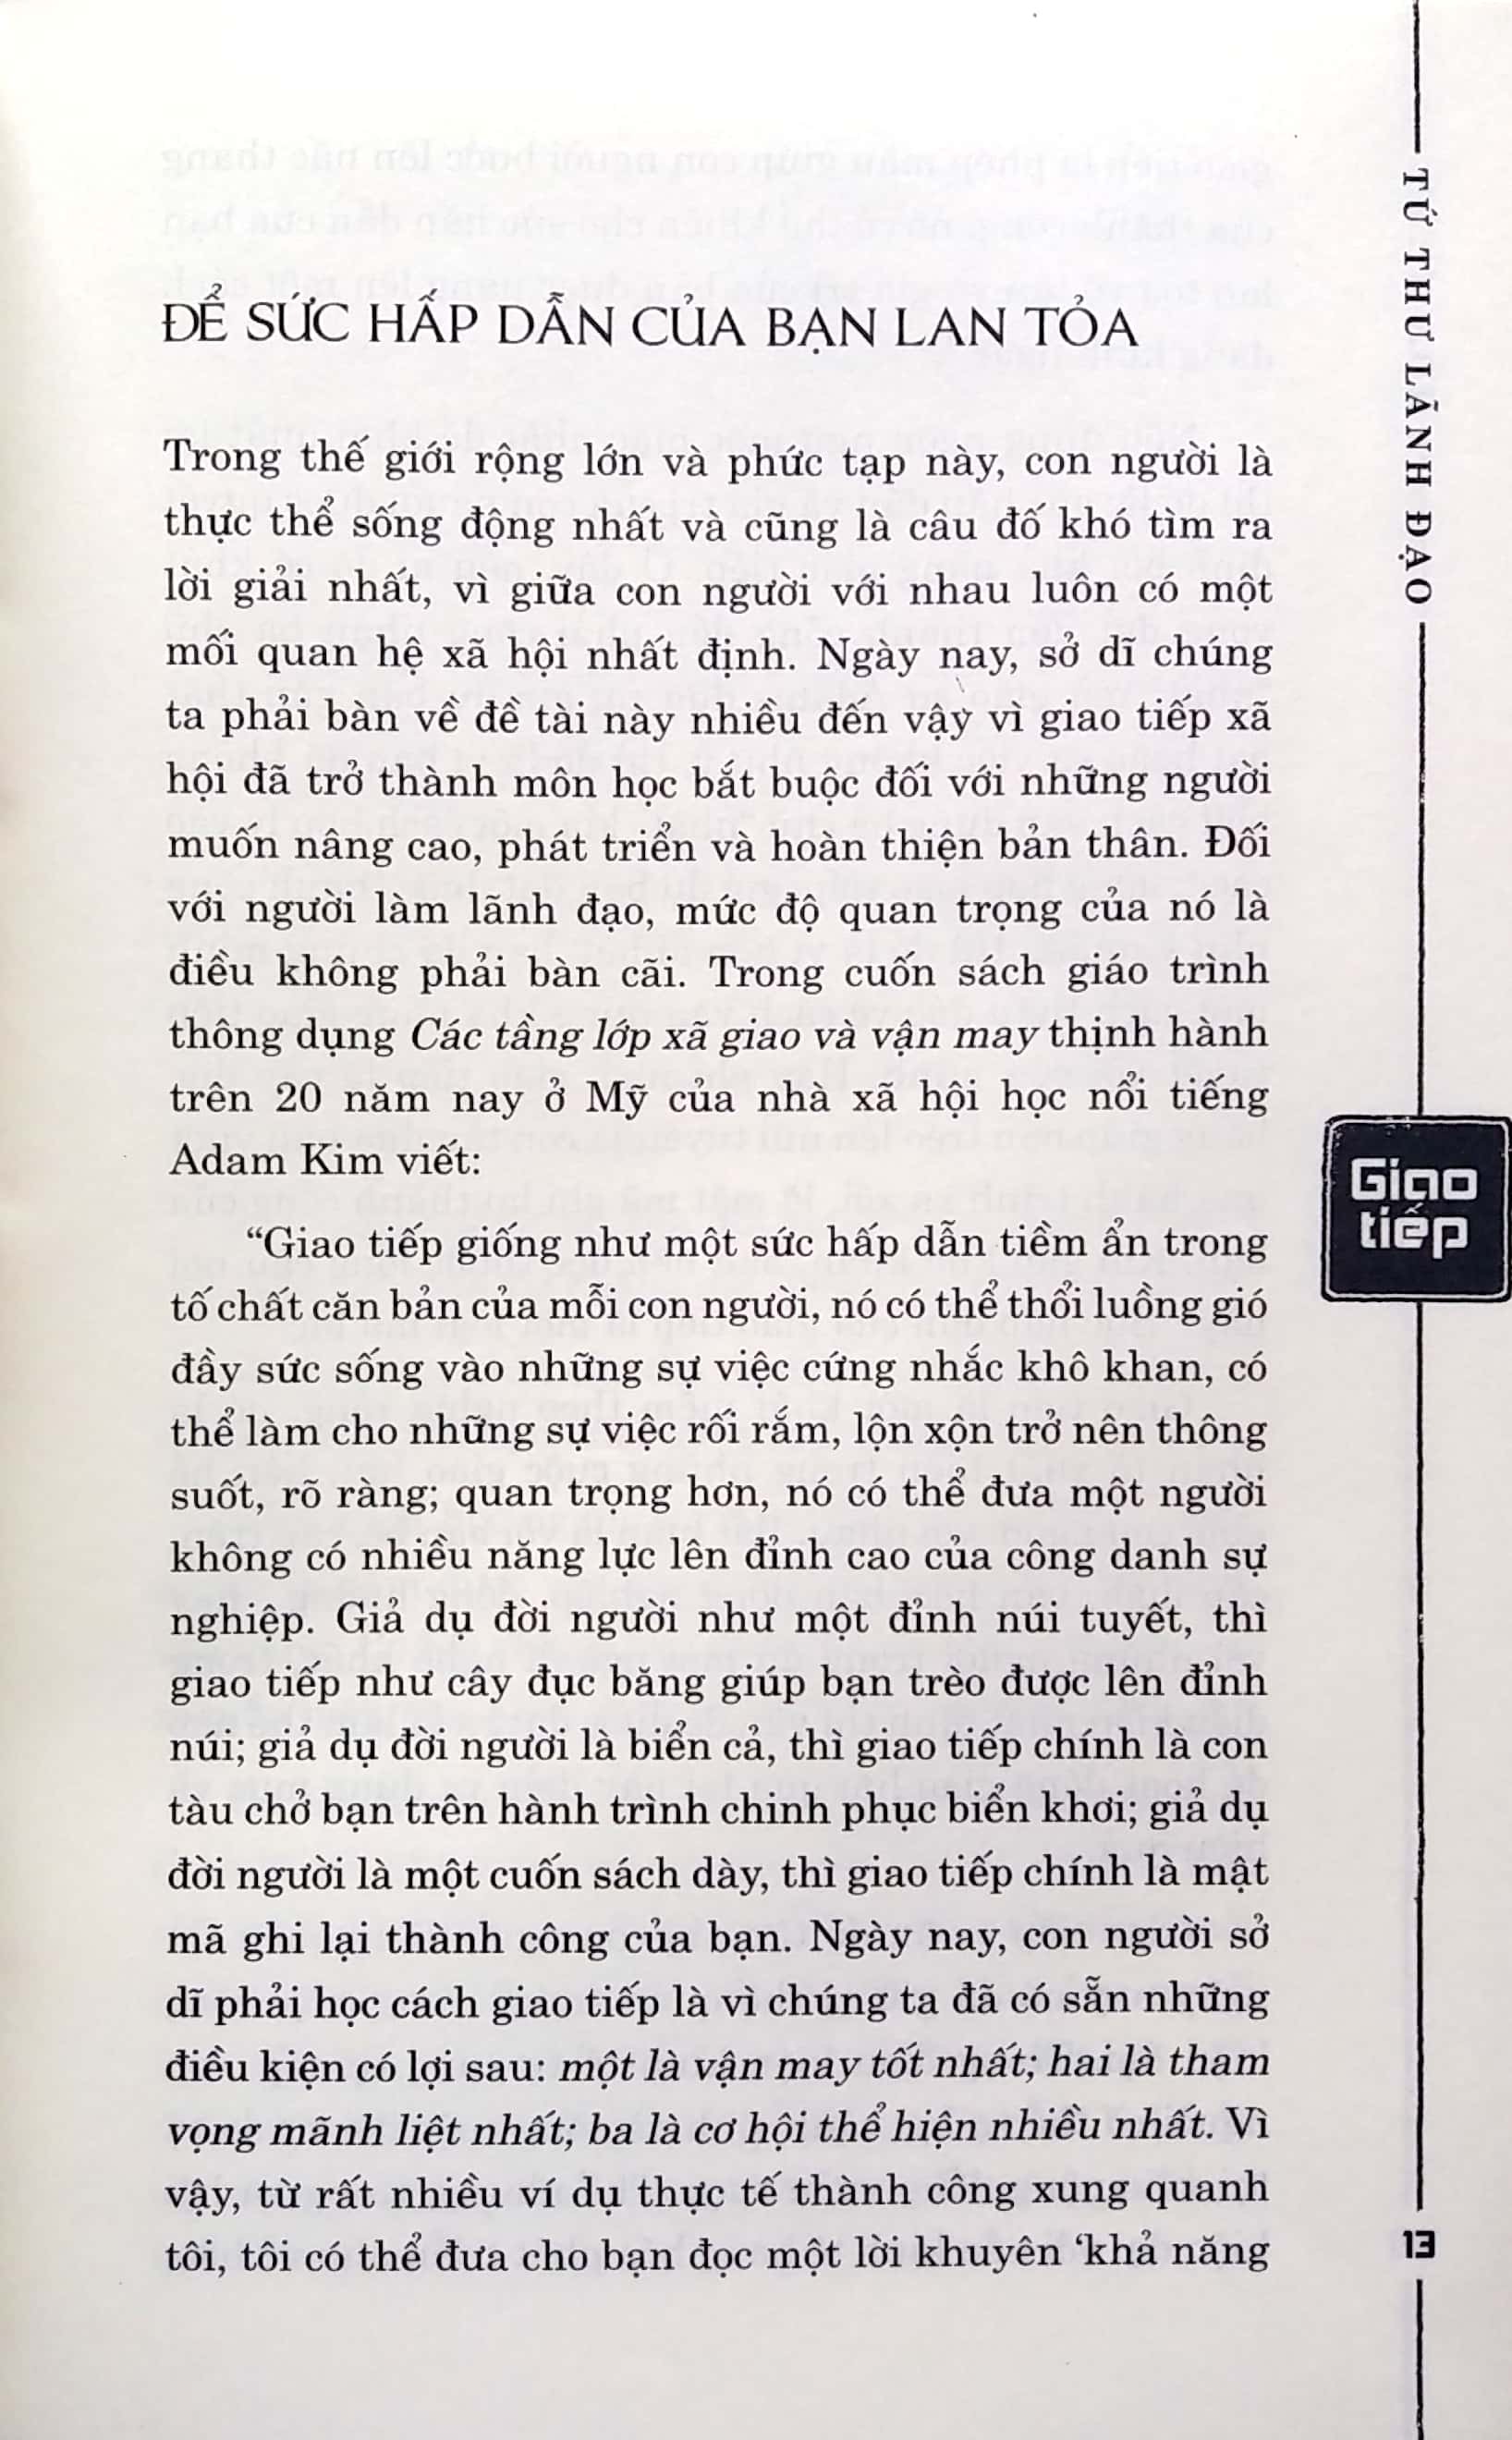 ĐỂ SỨC HẤP DẪN CỦA BẠN LAN TỎA
Trong thế giới rộng lớn và phức tạp này, con người là
thực thể sống động nhất và cũng là câu đố khó tìm ra
lời giải nhất, vì giữa con người với nhau luôn có một
mối quan hệ xã hội nhất định. Ngày nay, sở dĩ chúng
ta phải bàn về đề tài này nhiều đến vậy vì giao tiếp xã
hội đã trở thành môn học bắt buộc đối với những người
muốn nâng cao, phát triển và hoàn thiện bản thân. Đối
với người làm lãnh đạo, mức độ quan trọng của nó là
điều không phải bàn cãi. Trong cuốn sách giáo trình
thông dụng Các tầng lớp xã giao và vận may thịnh hành
trên 20 năm nay ở Mỹ của nhà xã hội học nổi tiếng
Adam Kim viết:
“Giao tiếp giống như một sức hấp dẫn tiềm ẩn trong
tố chất căn bản của mỗi con người, nó có thể thổi luồng gió
đầy sức sống vào những sự việc cứng nhắc khô khan, có
thể làm cho những sự việc rối rắm, lộn xộn trở nên thông
suốt, rõ ràng; quan trọng hơn, nó có thể đưa một người
không có nhiều năng lực lên đỉnh cao của công danh sự
nghiệp. Giả dụ đời người như một đỉnh núi tuyết, thì
giao tiếp như cây đục băng giúp bạn trèo được lên đỉnh
núi; giả dụ đời người là biển cả, thì giao tiếp chính là con
tàu chở bạn trên hành trình chinh phục biển khơi; giả dụ
đời người là một cuốn sách dày, thì giao tiếp chính là mật
mã ghi lại thành công của bạn. Ngày nay, con người sở
dĩ phải học cách giao tiếp là vì chúng ta đã có sẵn những
điều kiện có lợi sau: một là vận may tốt nhất; hai là tham
vọng mãnh liệt nhất; ba là cơ hội thể hiện nhiều nhất. Vì
vậy, từ rất nhiều ví dụ thực tế thành công xung quanh
tôi, tôi có thể đưa cho bạn đọc một lời khuyên ‘khả năng
TỨ THƯ LÃNH ĐẠO
Giao
tiếp
13